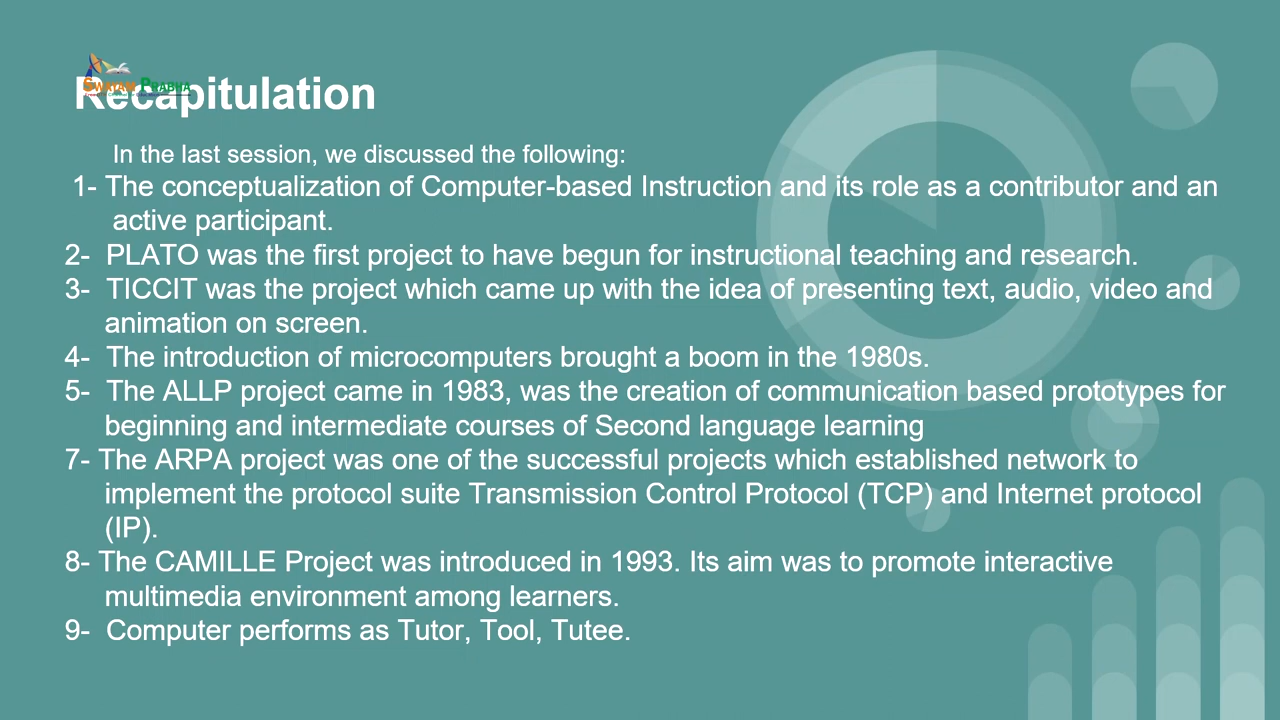 SWAYAM PRABHA
Recapitulation
In the last session, we discussed the following:
1- The conceptualization of Computer-based Instruction and its role as a contributor and an
active participant.
2- PLATO was the first project to have begun for instructional teaching and research.
3- TICCIT was the project which came up with the idea of presenting text, audio, video and
animation on screen.
4- The introduction of microcomputers brought a boom in the 1980s.
5- The ALLP project came in 1983, was the creation of communication based prototypes for
beginning and intermediate courses of Second language learning
7- The ARPA project was one of the successful projects which established network to
implement the protocol suite Transmission Control Protocol (TCP) and Internet protocol
(IP).
8- The CAMILLE Project was introduced in 1993. Its aim was to promote interactive
multimedia environment among learners.
9- Computer performs as Tutor, Tool, Tutee.